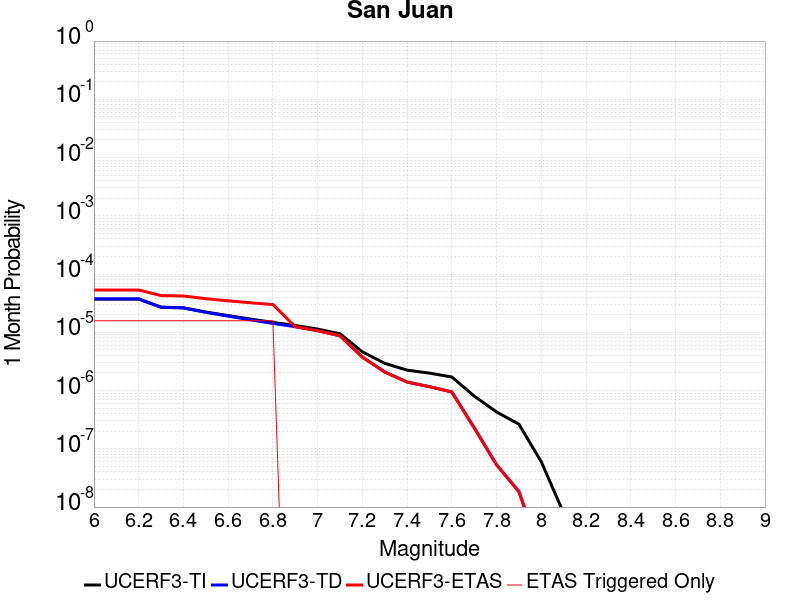 San Juan
1 Month Probability
10^0
10^-1
10^-2
10^-3
10^-4
10^-5
10^-6
10^-7
10^-8
6 6.2 6.4 6.6 6.8 7 7.2 7.4 7.6 7.8 8 8.2 8.4 8.6 8.8 9
Magnitude
UCERF3-TI UCERF3-TD UCERF3-ETAS ETAS Triggered Only